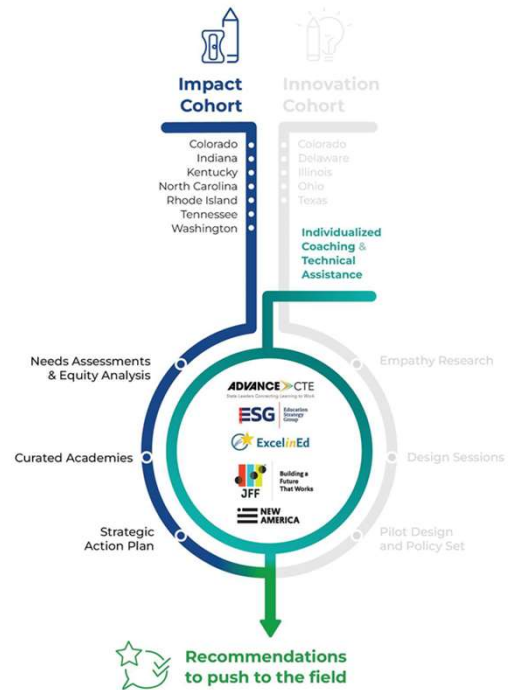 Impact
Cohort
Colorado
Indiana
Kentucky
North Carolina
Rhode Island
Tennessee
Washington
Innovation
Cohort
Colorado
Delaware
Illinois
Ohio
Texas
Individualized
Coaching &
Technical
Assistance
Needs Assessments
& Equity Analysis
Curated Academies
Strategic
Action Plan
ADVANCE CTE
State Leaders Connecting Learning to Work
ESG Education
Strategy
Group
ExcelinEd
JFF
Building a
Future
That Works
NEW
AMERICA
Empathy Research
Design Sessions
Pilot Design
and Policy Set
Recommendations
to push to the field